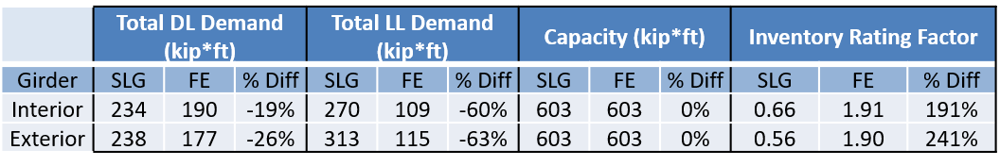 Total DL Demand (kip*ft) Total LL Demand (kip*ft) Capacity (kip*ft) Inventory Rating Factor
Girder SLG FE % Diff SLG FE % Diff SLG FE % Diff SLG FE % Diff
Interior 234 190 -19% 270 109 -60% 603 603 0% 0.66 1.91 191%
Exterior 238 177 -26% 313 115 -63% 603 603 0% 0.56 1.90 241%